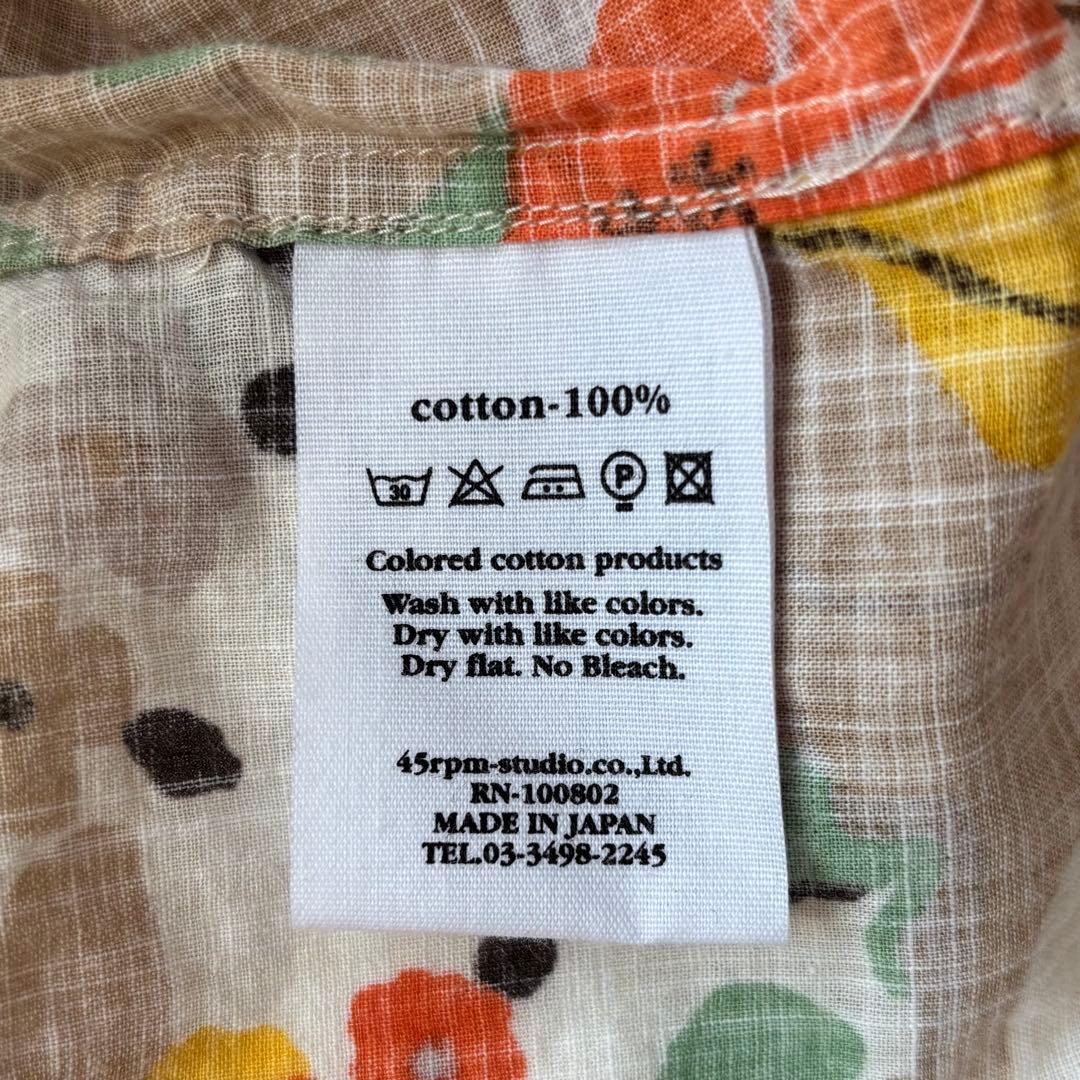 cotton-100%
30 P
Colored cotton products
Wash with like colors.
Dry with like colors.
Dry flat. No Bleach.
45rpm-studio.co.,Ltd.
RN-100802
MADE IN JAPAN
TEL.03-3498-2245